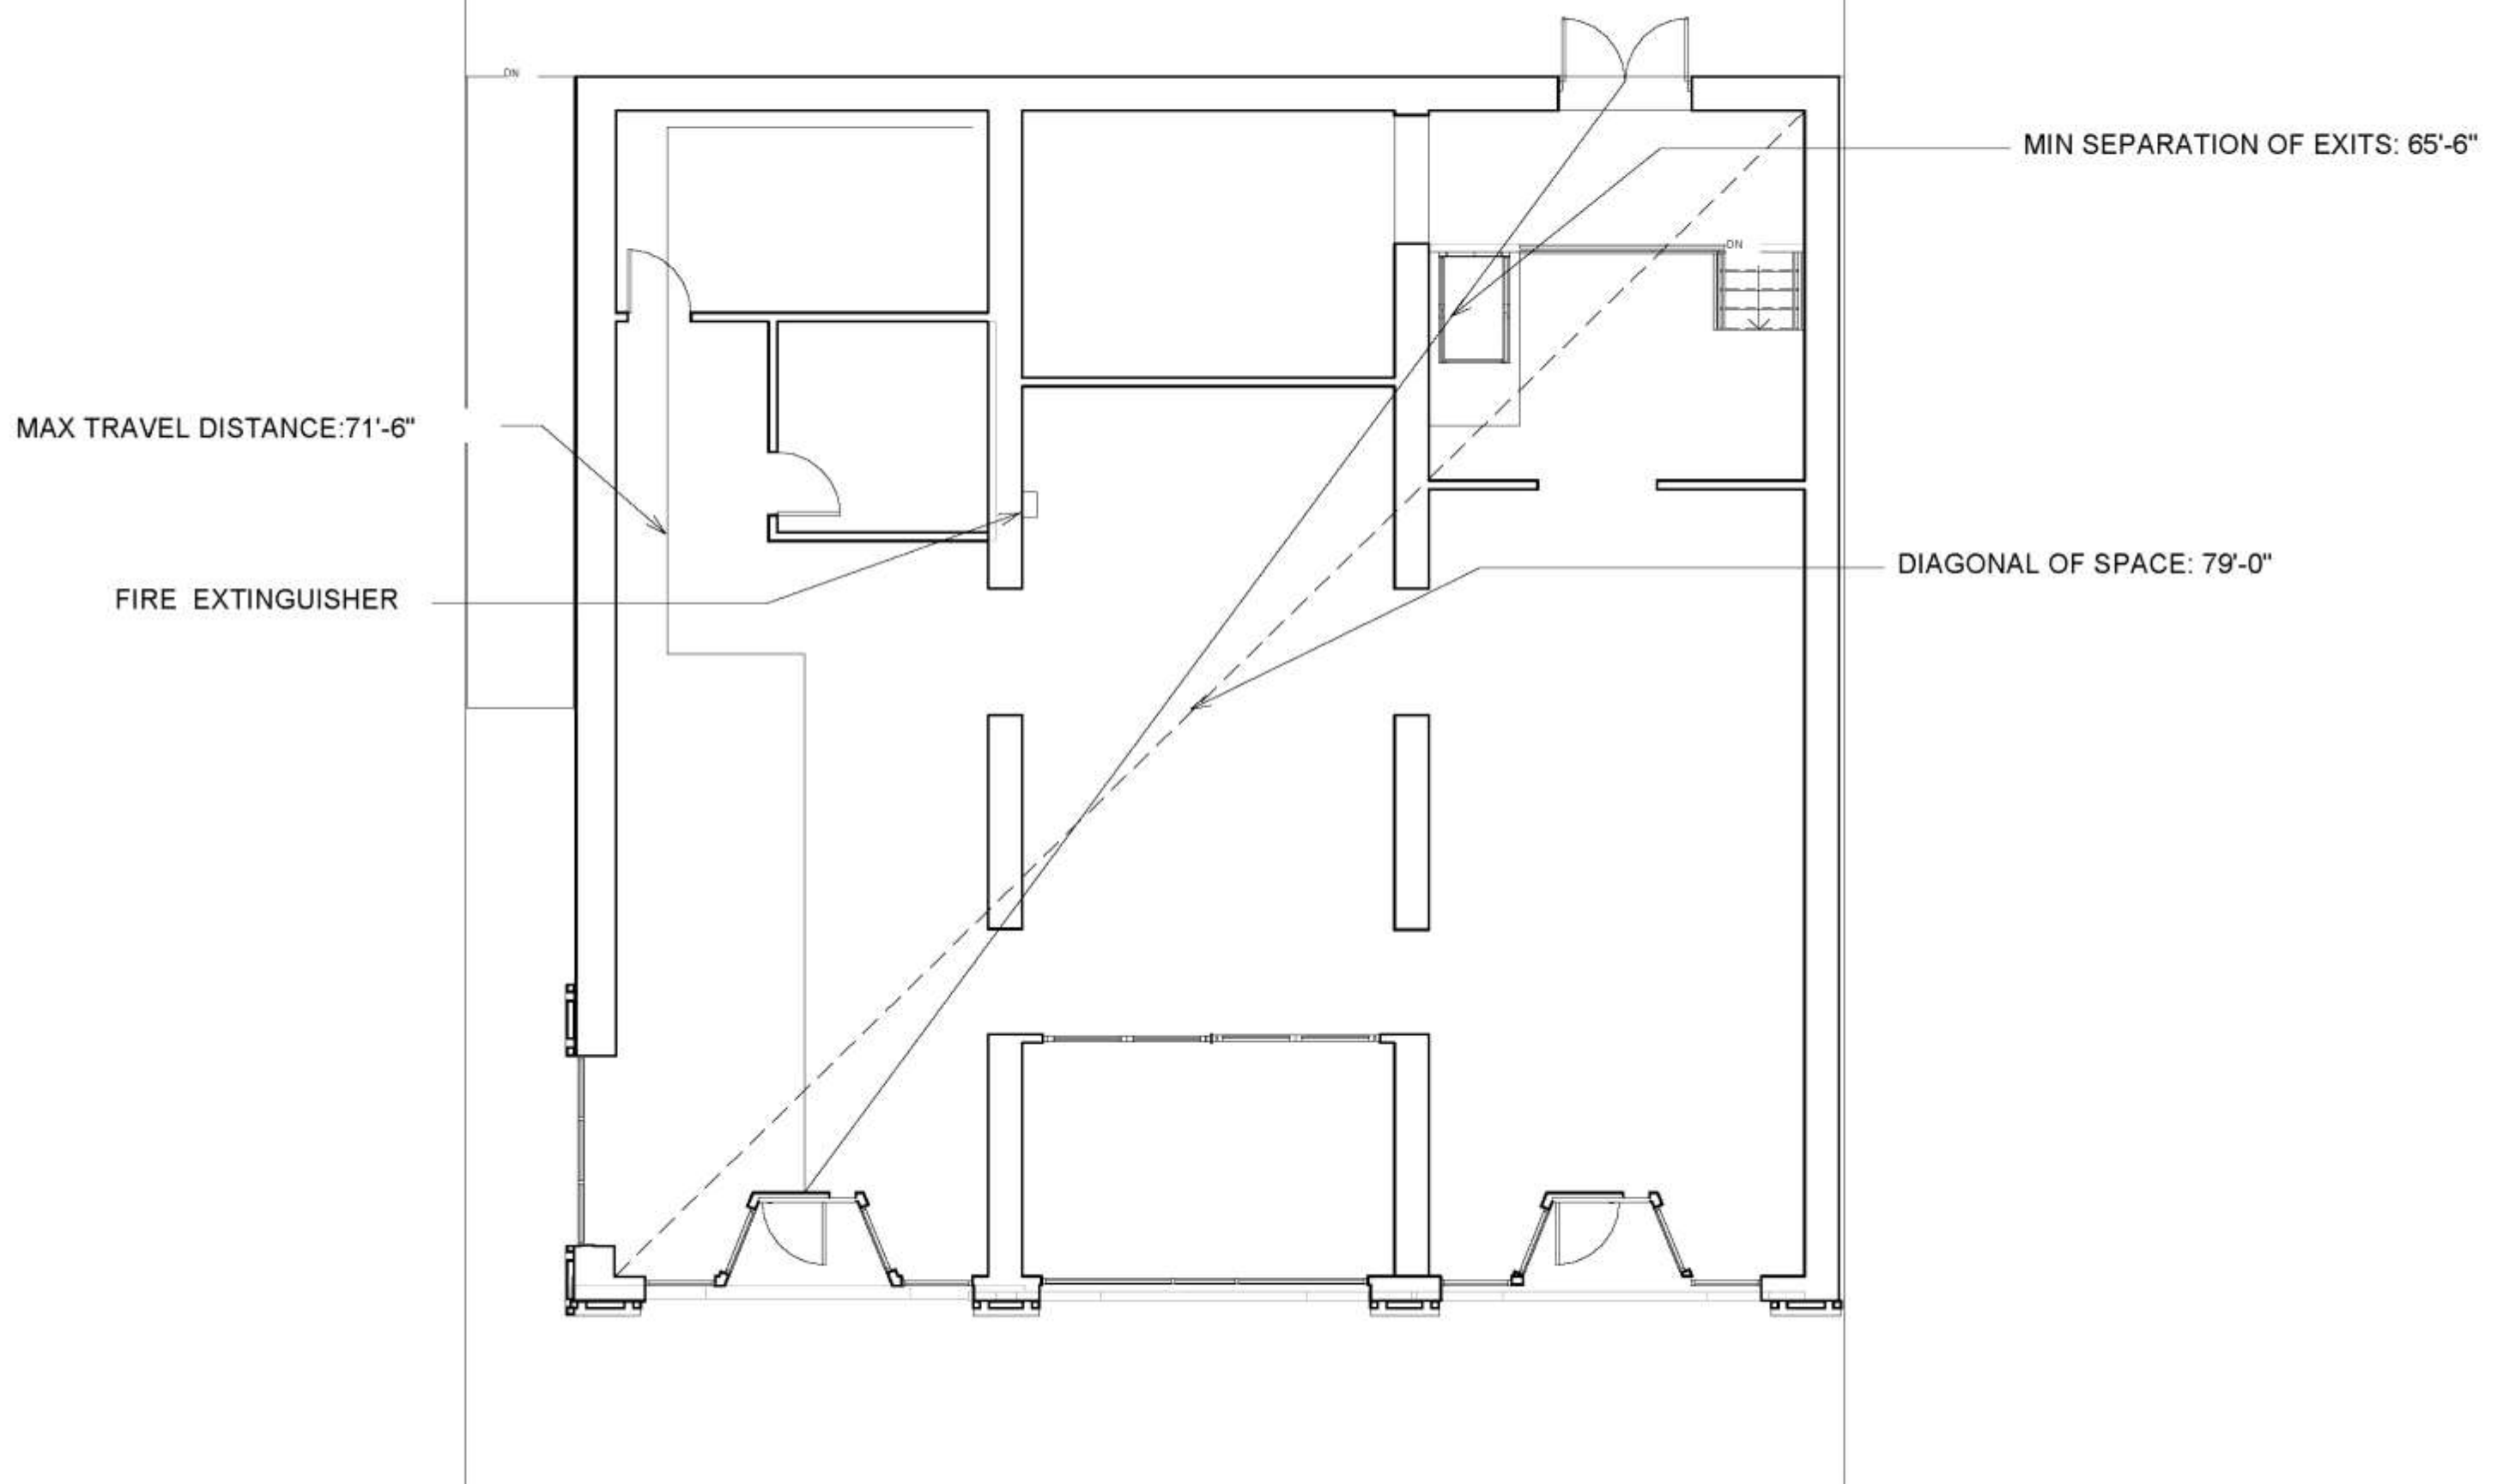 DN
MIN SEPARATION OF EXITS: 65'-6"
DN
MAX TRAVEL DISTANCE:71'-6"
DIAGONAL OF SPACE: 79'-0"
FIRE EXTINGUISHER